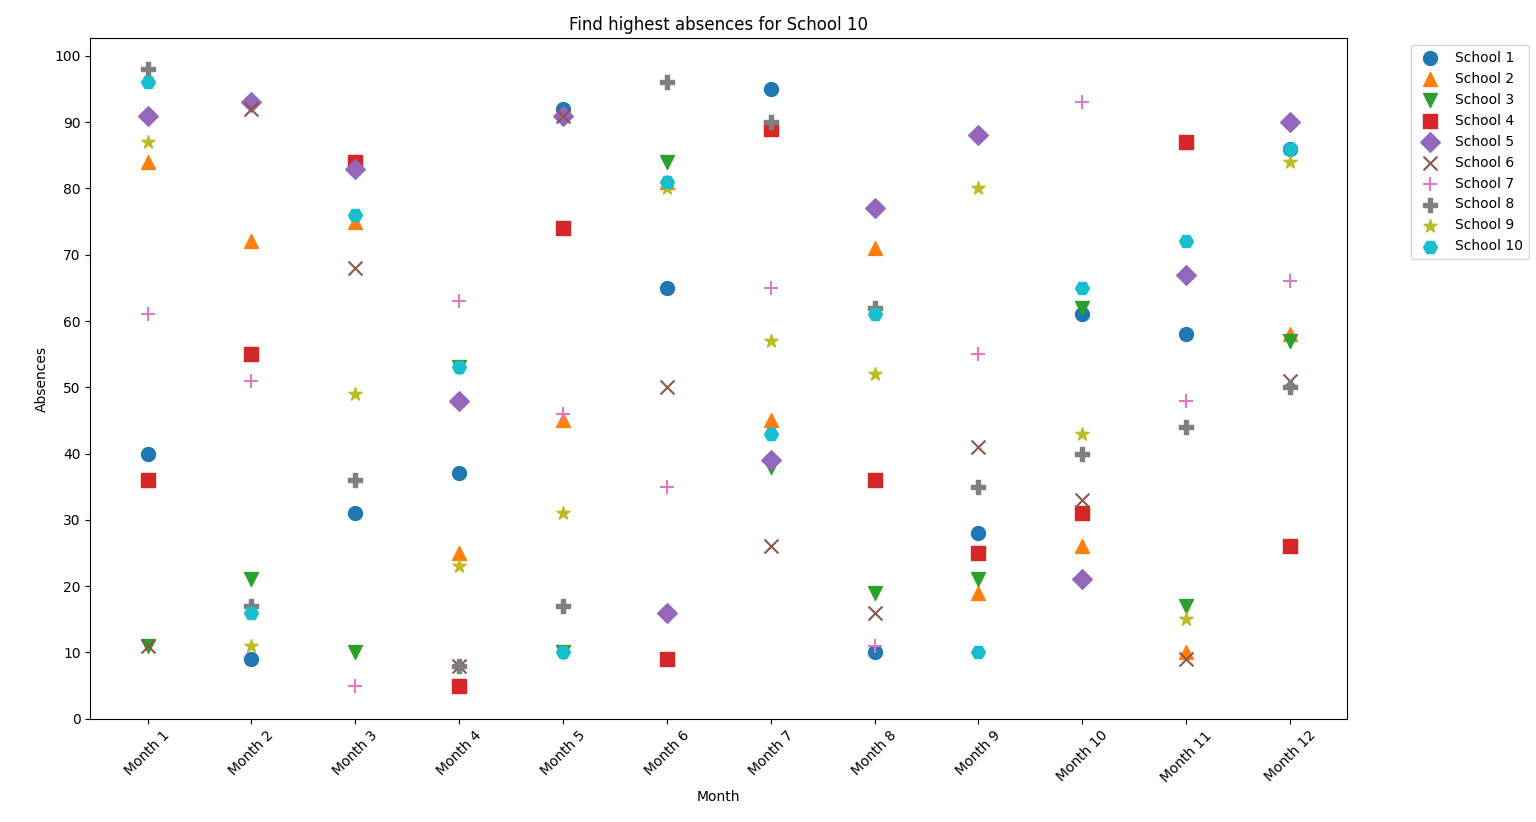 Find highest absences for School 10
100
90
80
70
60
50
40
30
20
10
0
Absences
Month 1
Month 2
Month 3
Month 4
Month 5
Month 6
Month 7
Month 8
Month 9
Month 10
Month 11
Month 12
Month
School 1
School 2
School 3
School 4
School 5
School 6
School 7
School 8
School 9
School 10